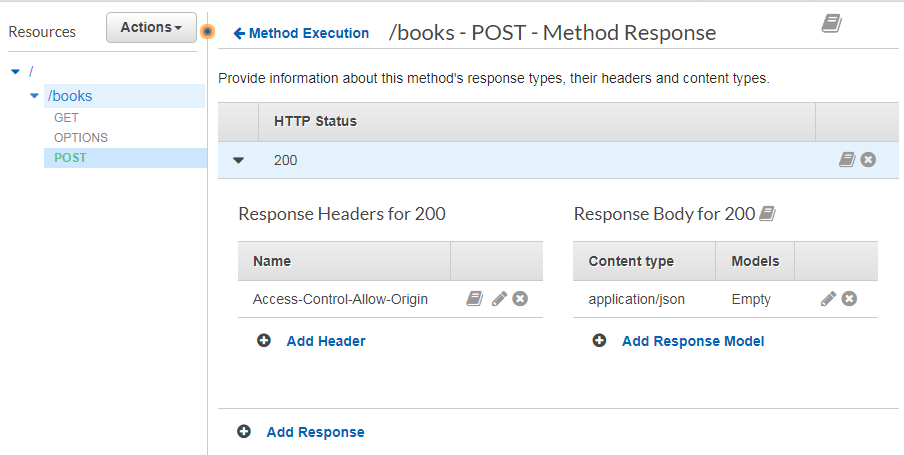 Resources
Actions
Method Execution
/books - POST - Method Response
/
/books
GET
OPTIONS
POST
Provide information about this method's response types, their headers and content types.
HTTP Status
200
Response Headers for 200
Name
Access-Control-Allow-Origin
Add Header
Response Body for 200
Content type Models
application/json Empty
Add Response Model
Add Response